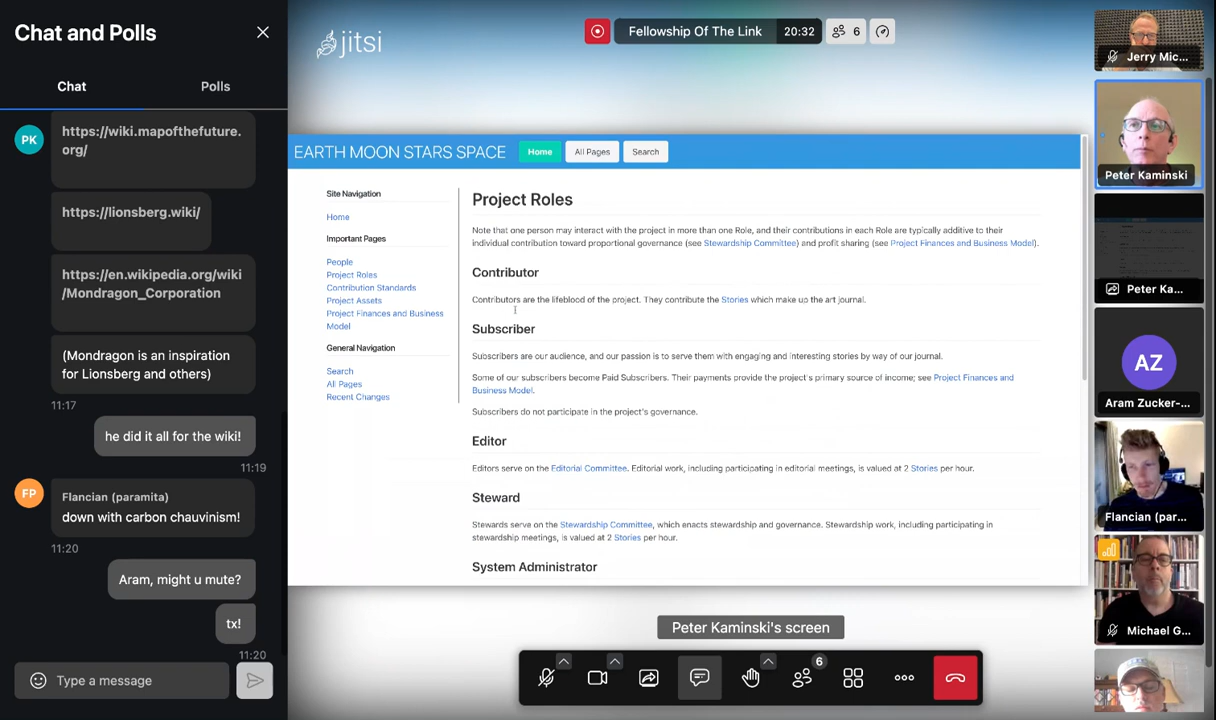 Chat and Polls
Chat
Polls
PK
https://wiki.mapofthefuture.
org/
https://lionsberg.wiki/
https://en.wikipedia.org/wiki
/Mondragon_Corporation
(Mondragon is an inspiration
for Lionsberg and others)
11:17
he did it all for the wiki!
11:19
FP
Flancian (paramita)
down with carbon chauvinism!
11:20
Aram, might u mute?
tx!
11:20
Type a message
jitsi
Fellowship Of The Link
20:32
6
EARTH MOON STARS SPACE
Home
All Pages
Search
Site Navigation
Home
Important Pages
People
Project Roles
Contribution Standards
Project Assets
Project Finances and Business
Model
General Navigation
Search
All Pages
Recent Changes
Project Roles
Note that one person may interact with the project in more than one Role, and their contributions in each Role are typically additive to their
individual contribution toward proportional governance (see Stewardship Committee) and profit sharing (see Project Finances and Business Model).
Contributor
Contributors are the lifeblood of the project. They contribute the Stories which make up the art journal.
Subscriber
Subscribers are our audience, and our passion is to serve them with engaging and interesting stories by way of our journal.
Some of our subscribers become Paid Subscribers. Their payments provide the project's primary source of income; see Project Finances and
Business Model.
Subscribers do not participate in the project's governance.
Editor
Editors serve on the Editorial Committee. Editorial work, including participating in editorial meetings, is valued at 2 Stories per hour.
Steward
Stewards serve on the Stewardship Committee, which enacts stewardship and governance. Stewardship work, including participating in
stewardship meetings, is valued at 2 Stories per hour.
System Administrator
Peter Kaminski's screen
6
Jerry Mic...
Peter Kaminski
Peter Ka...
AZ
Aram Zucker-...
Flancian (par...
Michael G...